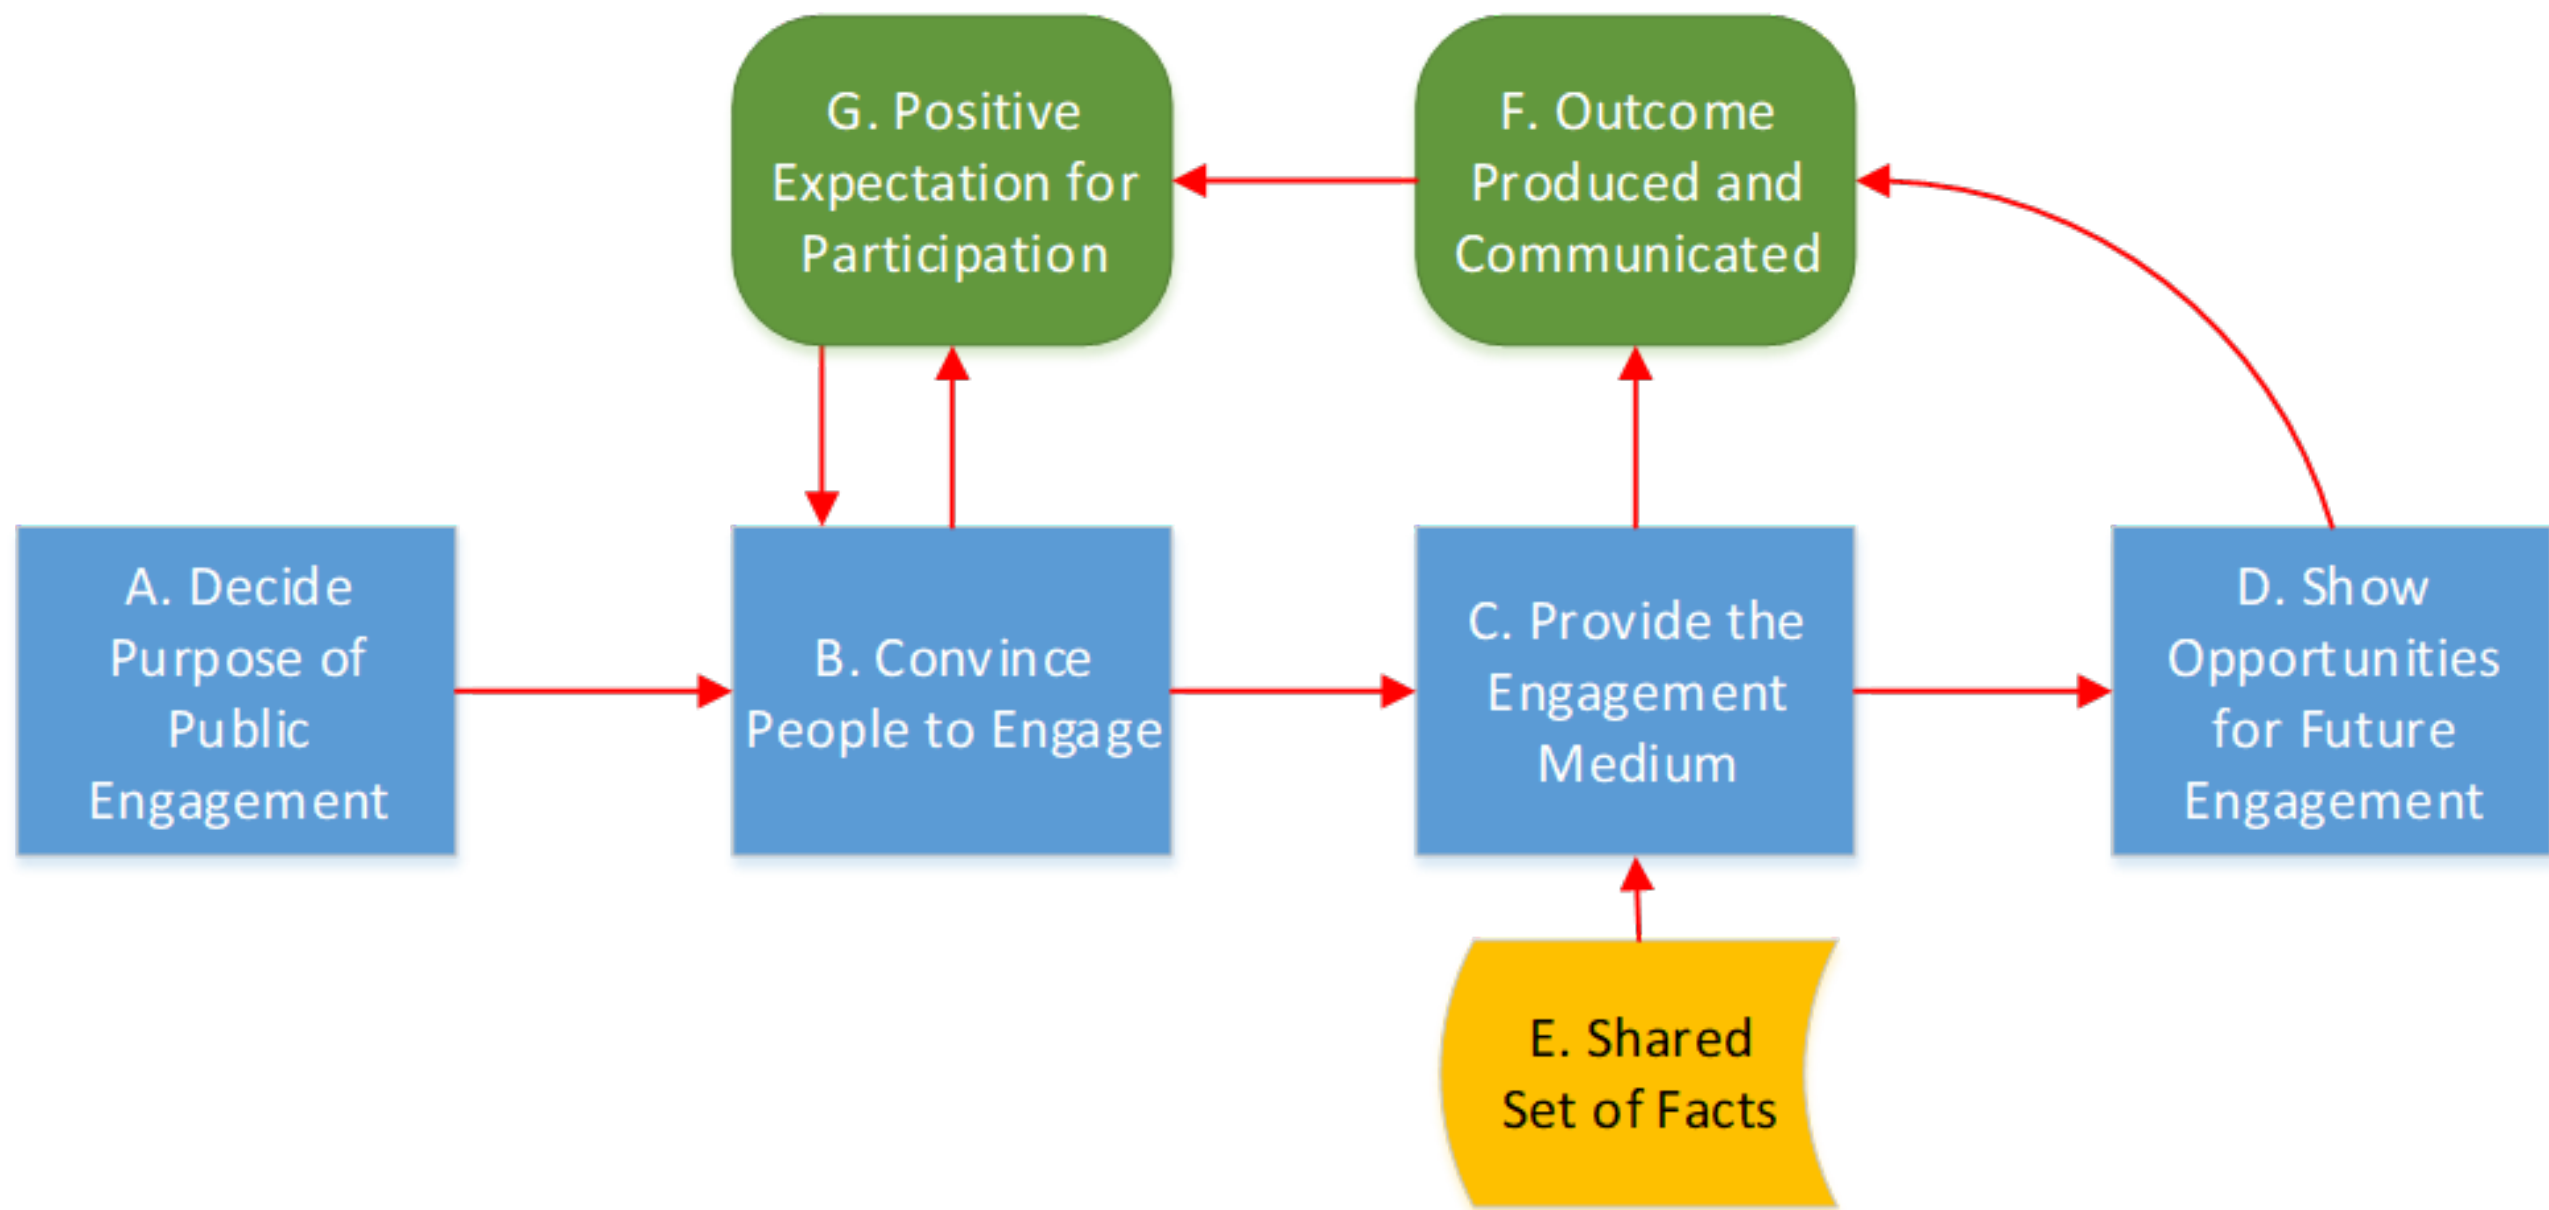 G. Positive
Expectation for
Participation
F. Outcome
Produced and
Communicated
A. Decide
Purpose of
Public
Engagement
B. Convince
People to Engage
C. Provide the
Engagement
Medium
D. Show
Opportunities
for Future
Engagement
E. Shared
Set of Facts